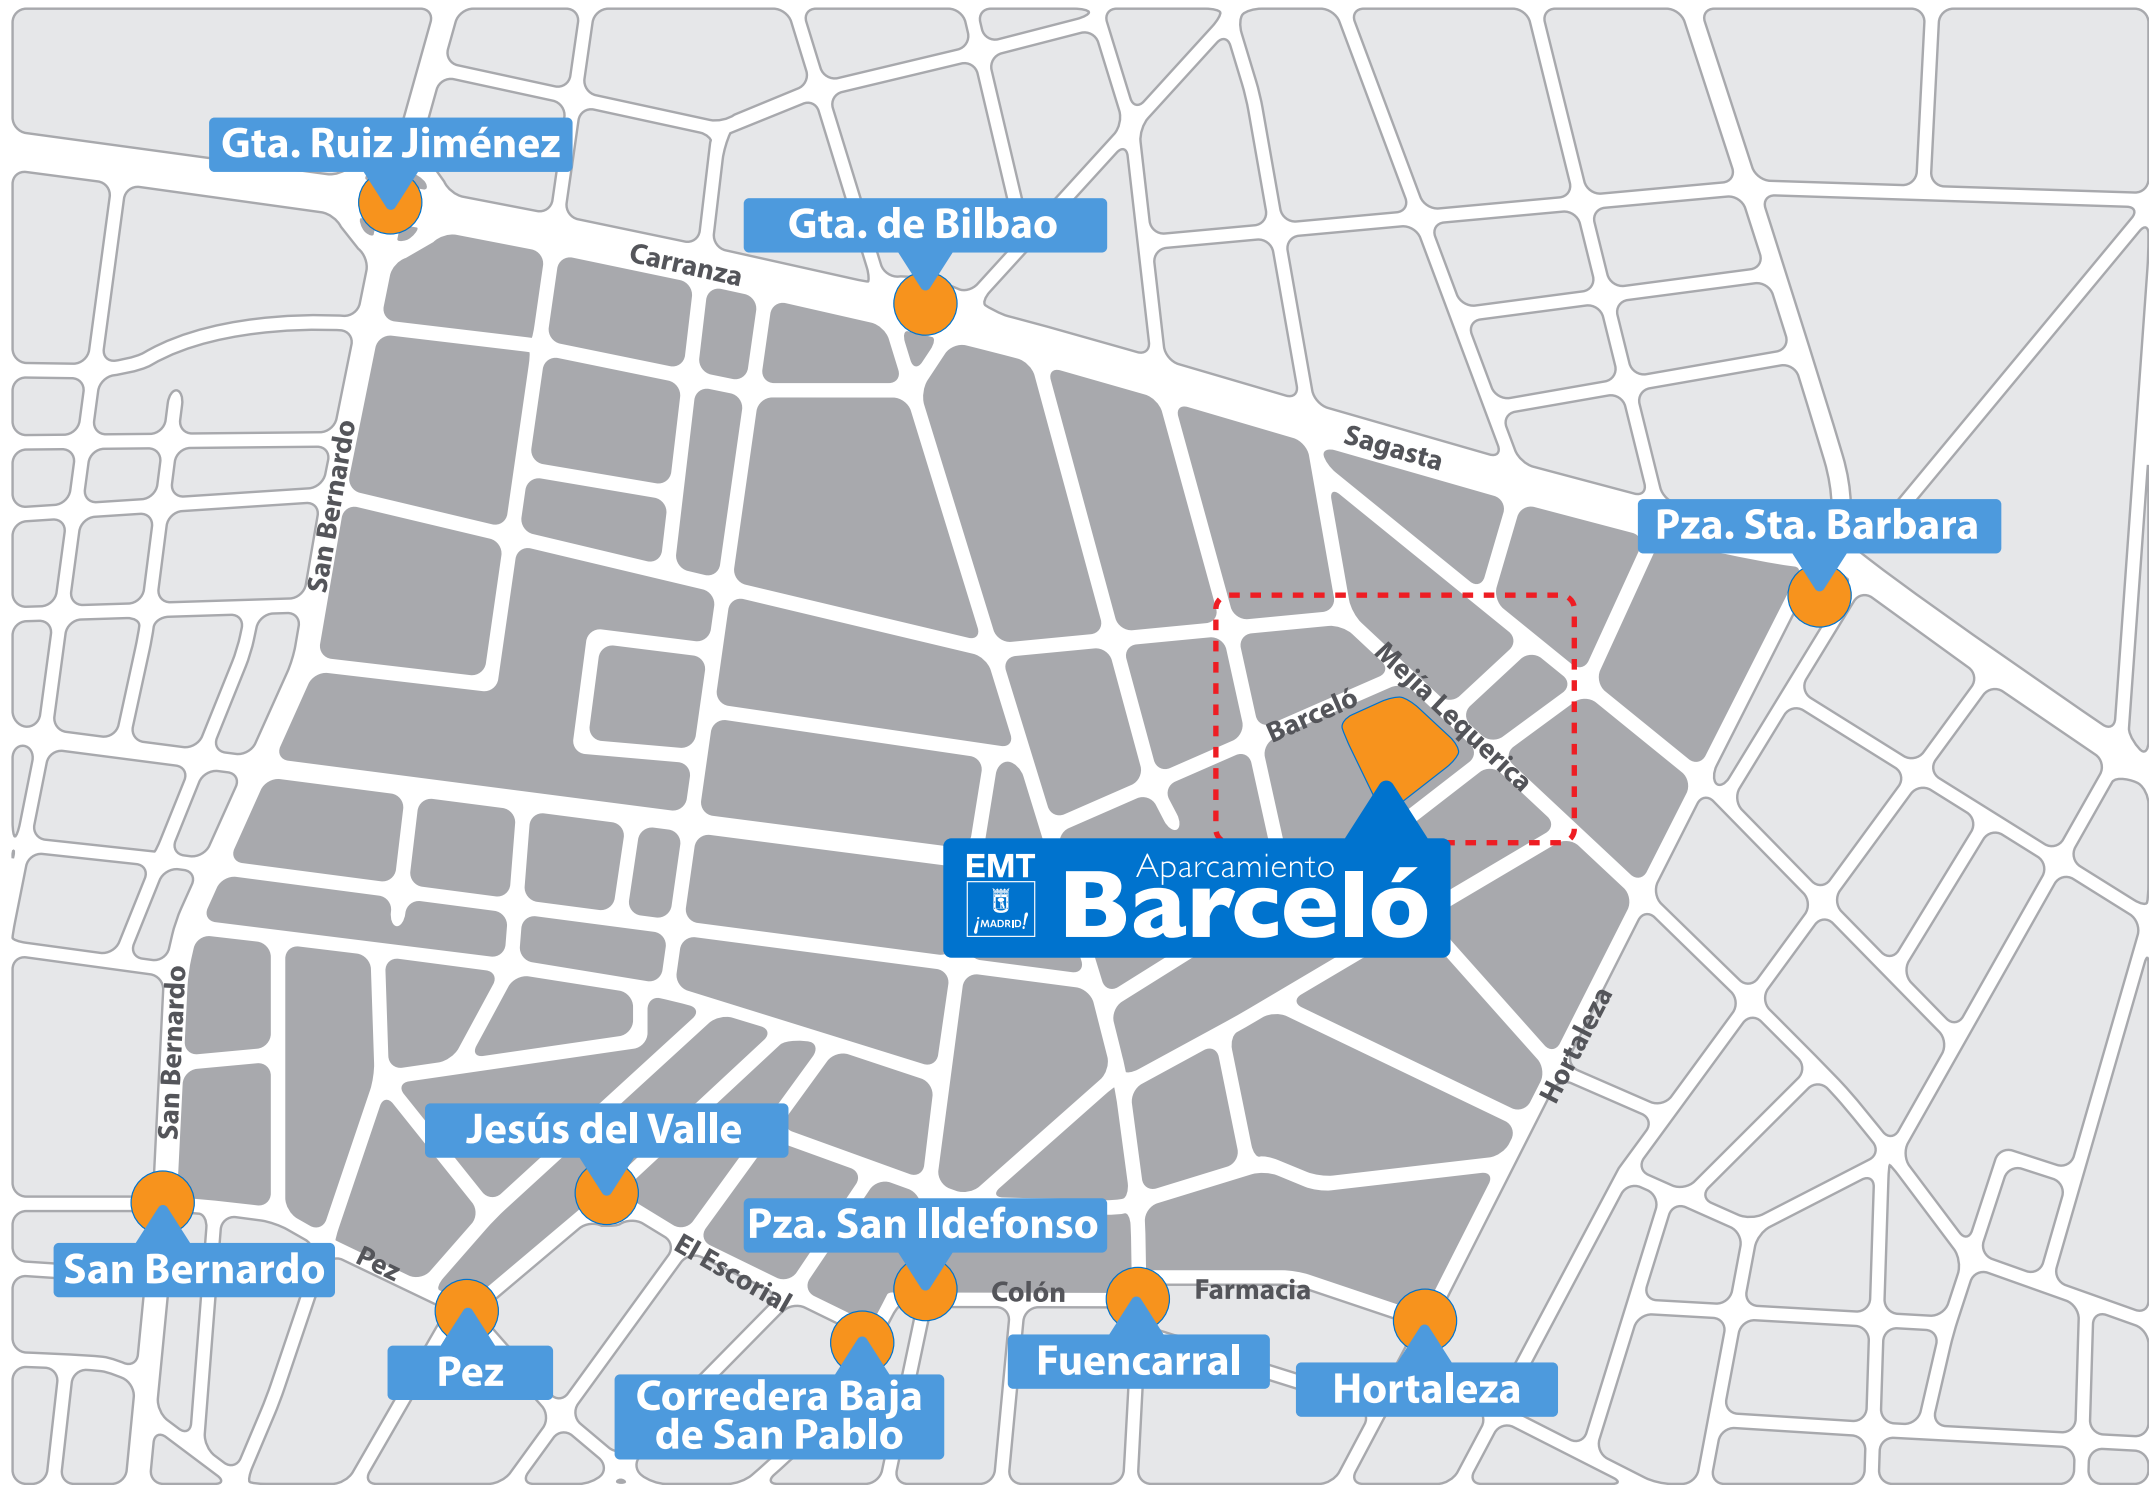 Gta. Ruiz Jiménez
Gta. de Bilbao
Carranza
Sagasta
San Bernardo
Pza. Sta. Barbara
Mejía Lequerica
Barceló
EMT
¡MADRID!
Aparcamiento
Barceló
San Bernardo
Hortaleza
Jesús del Valle
Pza. San Ildefonso
San Bernardo
Pez
El Escorial
Colón
Farmacia
Pez
Fuencarral
Hortaleza
Corredera Baja
de San Pablo